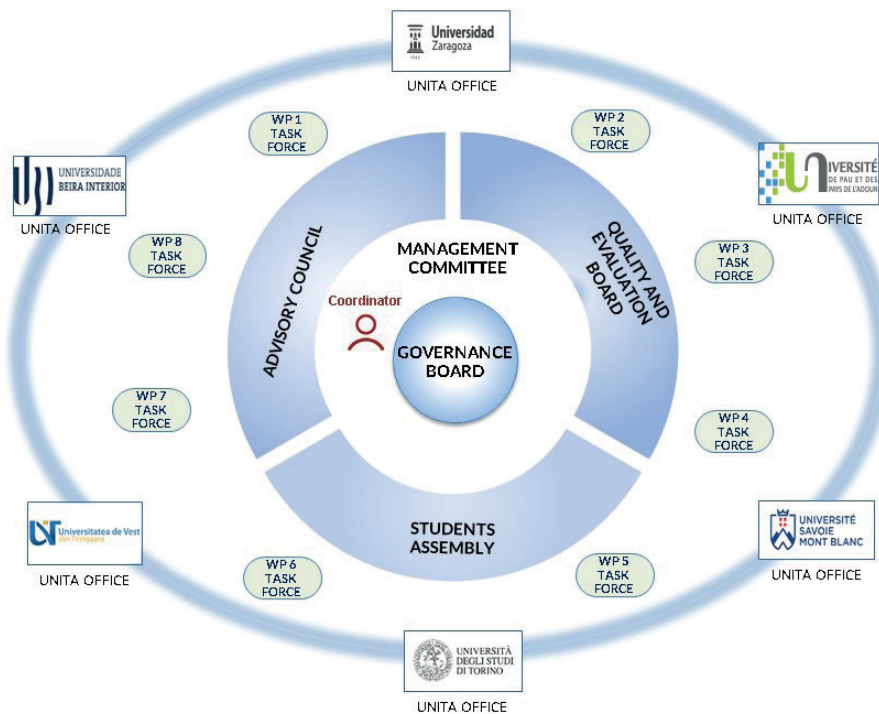 Universidad
Zaragoza
1542
UNITA OFFICE
WP 1
TASK
FORCE
WP 2
TASK
FORCE
UNIVERSIDADE
BEIRA INTERIOR
UNITA OFFICE
UNIVERSITÉ
DE PAU ET DES
PAYS DE L'ADOUR
UNITA OFFICE
WP 8
TASK
FORCE
WP 3
TASK
FORCE
ADVISORY COUNCIL
MANAGEMENT
COMMITTEE
QUALITY AND
EVALUATION
BOARD
Coordinator
GOVERNANCE
BOARD
WP 7
TASK
FORCE
WP 4
TASK
FORCE
UVT
Universitatea de Vest
din Timișoara
UNITA OFFICE
STUDENTS
ASSEMBLY
UNIVERSITÉ
SAVOIE
MONT BLANC
UNITA OFFICE
WP 6
TASK
FORCE
WP 5
TASK
FORCE
UNIVERSITÀ
DEGLI STUDI
DI TORINO
UNITA OFFICE